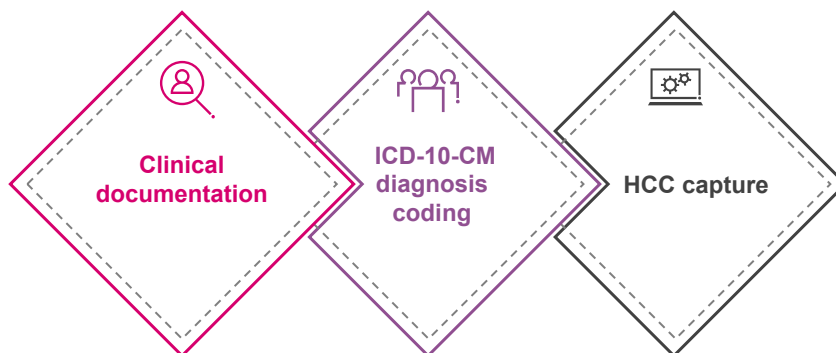 Clinical
documentation
ICD-10-CM
diagnosis
coding
HCC capture